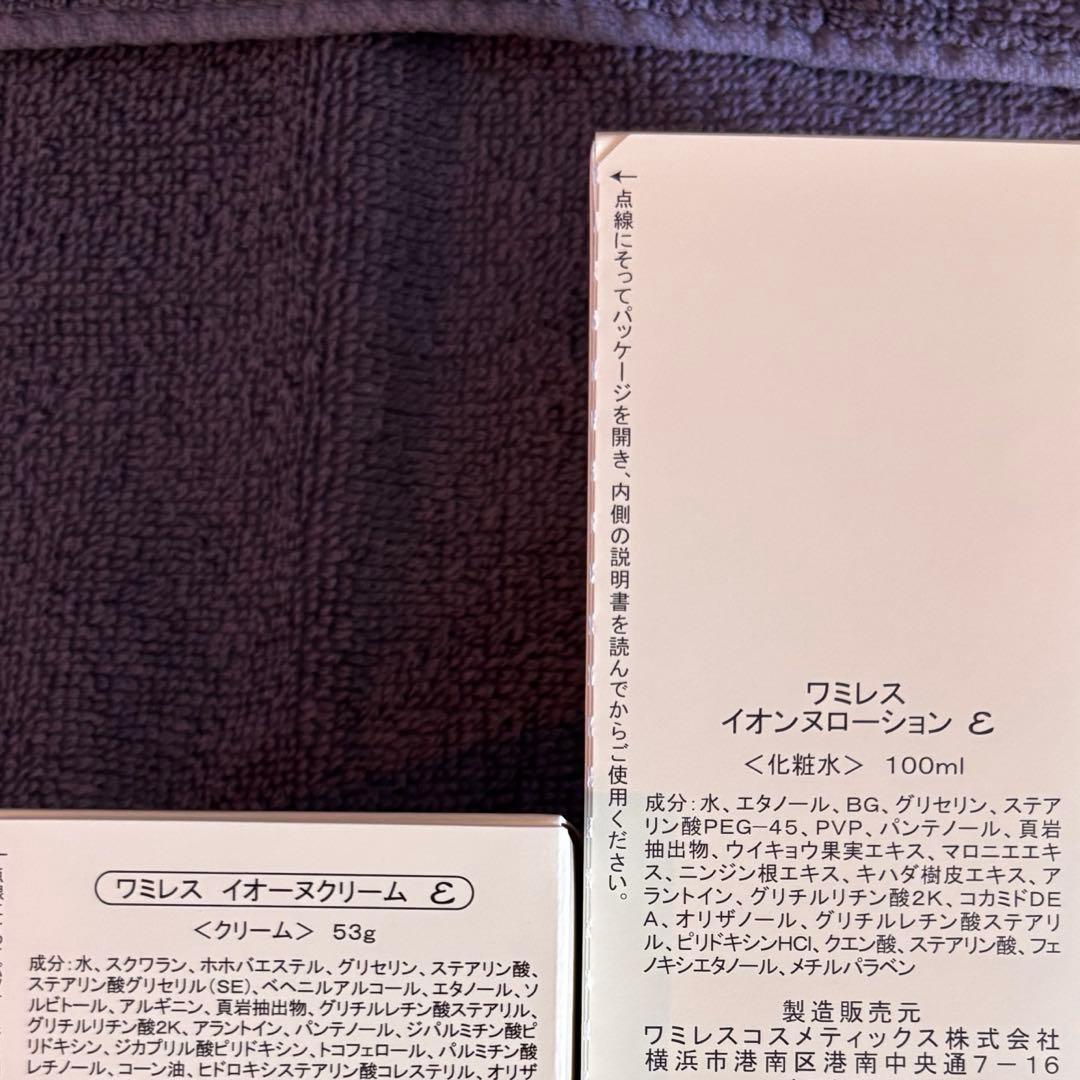 ←点線にそってパッケージを開き、内側の説明書を読んでからご使用ください。
ワミレス
イオンヌローション ε
<化粧水> 100ml
成分:水、エタノール、BG、グリセリン、ステア
リン酸PEG-45、PVP、パンテノール、頁岩
抽出物、ウイキョウ果実エキス、マロニエエキ
ス、ニンジン根エキス、キハダ樹皮エキス、ア
ラントイン、グリチルリチン酸2K、コカミドDE
A、オリザノール、グリチルレチン酸ステアリ
ル、ピリドキシンHCl、クエン酸、ステアリン酸、フェ
ノキシエタノール、メチルパラベン
製造販売元
ワミレスコスメティックス株式会社
横浜市港南区港南中央通7-16
ワミレス イオーヌクリーム ε
<クリーム> 53g
成分:水、スクワラン、ホホバエステル、グリセリン、ステアリン酸、
ステアリン酸グリセリル(SE)、ベヘニルアルコール、エタノール、ソ
ルビトール、アルギニン、頁岩抽出物、グリチルレチン酸ステアリル、
グリチルリチン酸2K、アラントイン、パンテノール、ジパルミチン酸ピ
リドキシン、ジカプリル酸ピリドキシン、トコフェロール、パルミチン酸
レチノール、コーン油、ヒドロキシステアリン酸コレステリル、オリザ